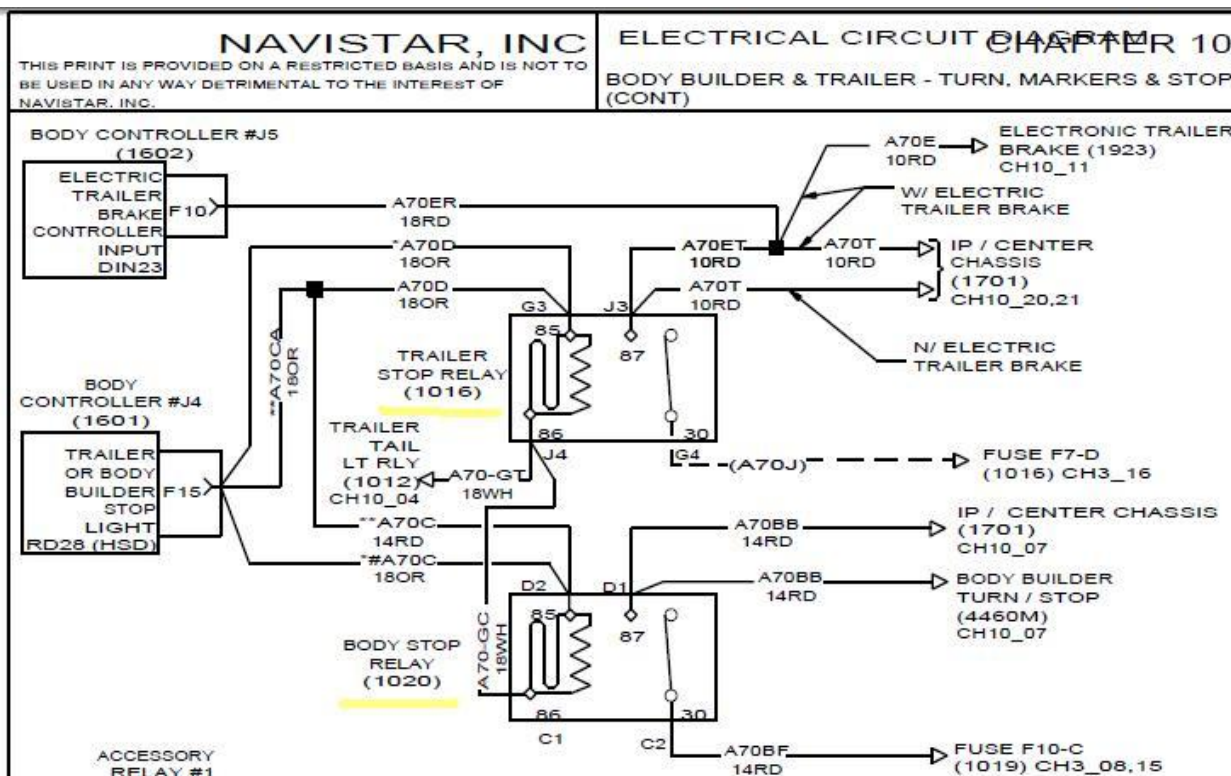 NAVISTAR, INC
THIS PRINT IS PROVIDED ON A RESTRICTED BASIS AND IS NOT TO
BE USED IN ANY WAY DETRIMENTAL TO THE INTEREST OF
NAVISTAR. INC.
ELECTRICAL CIRCUIT DIAGRAM
CHAPTER 10
BODY BUILDER & TRAILER - TURN, MARKERS & STOP
(CONT)
BODY CONTROLLER #J5
(1602)
ELECTRIC
TRAILER
BRAKE
CONTROLLER
INPUT
DIN23
F10
A70ER
18RD
*A70D
18OR
A70D
18OR
**A70CA
18OR
A70E
10RD
ELECTRONIC TRAILER
BRAKE (1923)
CH10_11
W/ ELECTRIC
TRAILER BRAKE
A70ET
10RD
A70T
10RD
A70T
10RD
IP / CENTER
CHASSIS
(1701)
CH10_20,21
N/ ELECTRIC
TRAILER BRAKE
G3
J3
85
87
TRAILER
STOP RELAY
(1016)
86
30
J4
G4
(A70J)
FUSE F7-D
(1016) CH3_16
BODY
CONTROLLER #J4
(1601)
TRAILER
OR BODY
BUILDER
STOP
LIGHT
RD28 (HSD)
F15
TRAILER
TAIL
LT RLY
(1012)
CH10_04
A70-GT
18WH
**A70C
14RD
*#A70C
18OR
A70-GC
18WH
A70BB
14RD
IP / CENTER CHASSIS
(1701)
CH10_07
A70BB
14RD
BODY BUILDER
TURN / STOP
(4460M)
CH10_07
D2
D1
85
87
BODY STOP
RELAY
(1020)
86
30
C1
C2
A70BF
14RD
FUSE F10-C
(1019) CH3_08,15
ACCESSORY
RELAY #1